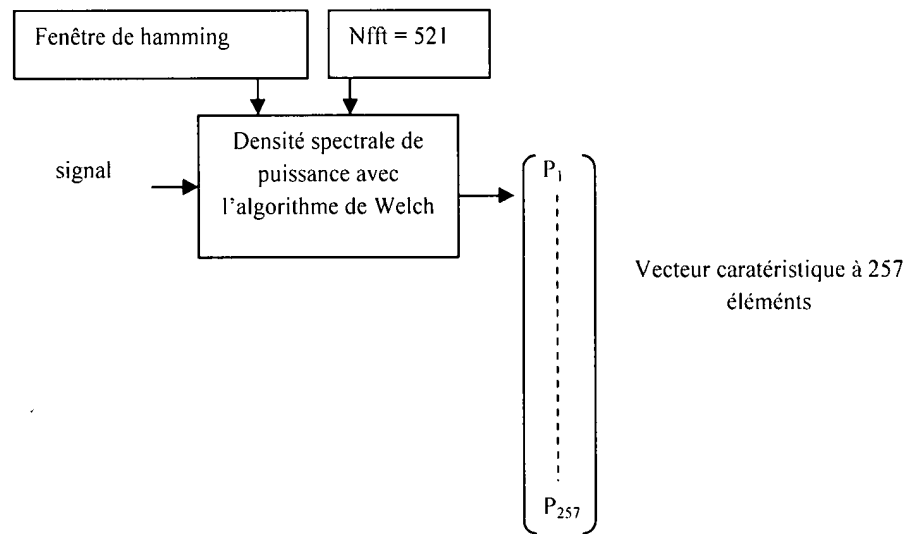 Fenêtre de hamming
Nfft = 521
Densité spectrale de
puissance avec
l'algorithme de Welch
signal
P1
Vecteur caratéristique à 257
éléménts
P257